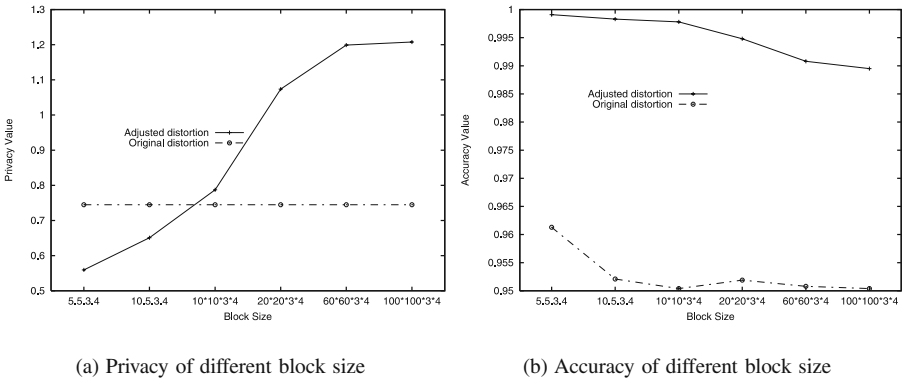 1.3
1.2
1.1
1
0.9
0.8
0.7
0.6
0.5
Privacy Value
Adjusted distortion
Original distortion
5.5.3.4 10.5.3.4 10*10*3*4 20*20*3*4 60*60*3*4 100*100*3*4
Block Size
(a) Privacy of different block size
1
0.995
0.99
0.985
0.98
0.975
0.97
0.965
0.96
0.955
0.95
Accuracy Value
Adjusted distortion
Original distortion
5.5.3.4 10.5.3.4 10*10*3*4 20*20*3*4 60*60*3*4 100*100*3*4
Block Size
(b) Accuracy of different block size